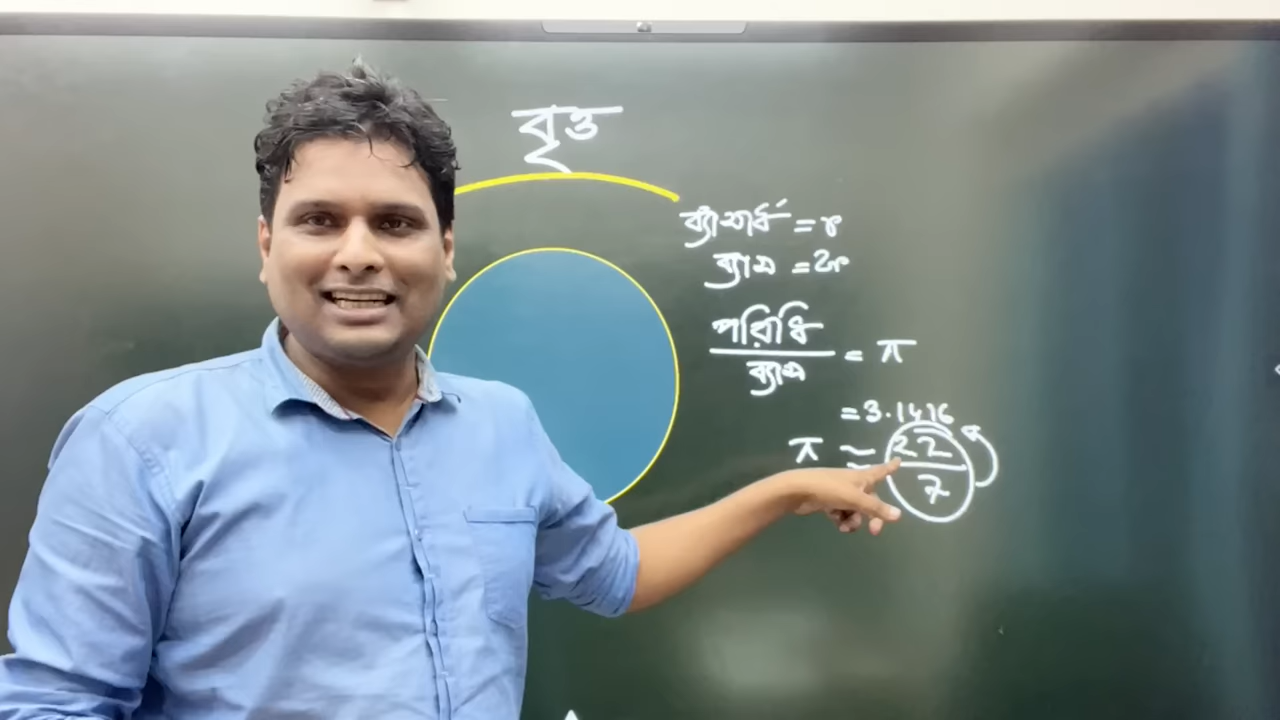 বৃত্ত
ব্যাসার্ধ = r
ব্যাস = 2r
পরিধি
ব্যাস = π
= 3.1416
π ≈ 22
7